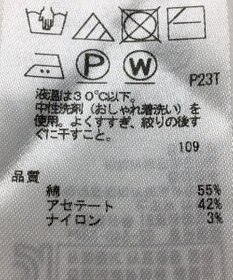 P W
P23T
液温は30℃以下。
中性洗剤（おしゃれ着洗い）を
使用。よくすすぎ、絞りの後す
ぐに干すこと。
109
品質
綿 55%
アセテート 42%
ナイロン 3%